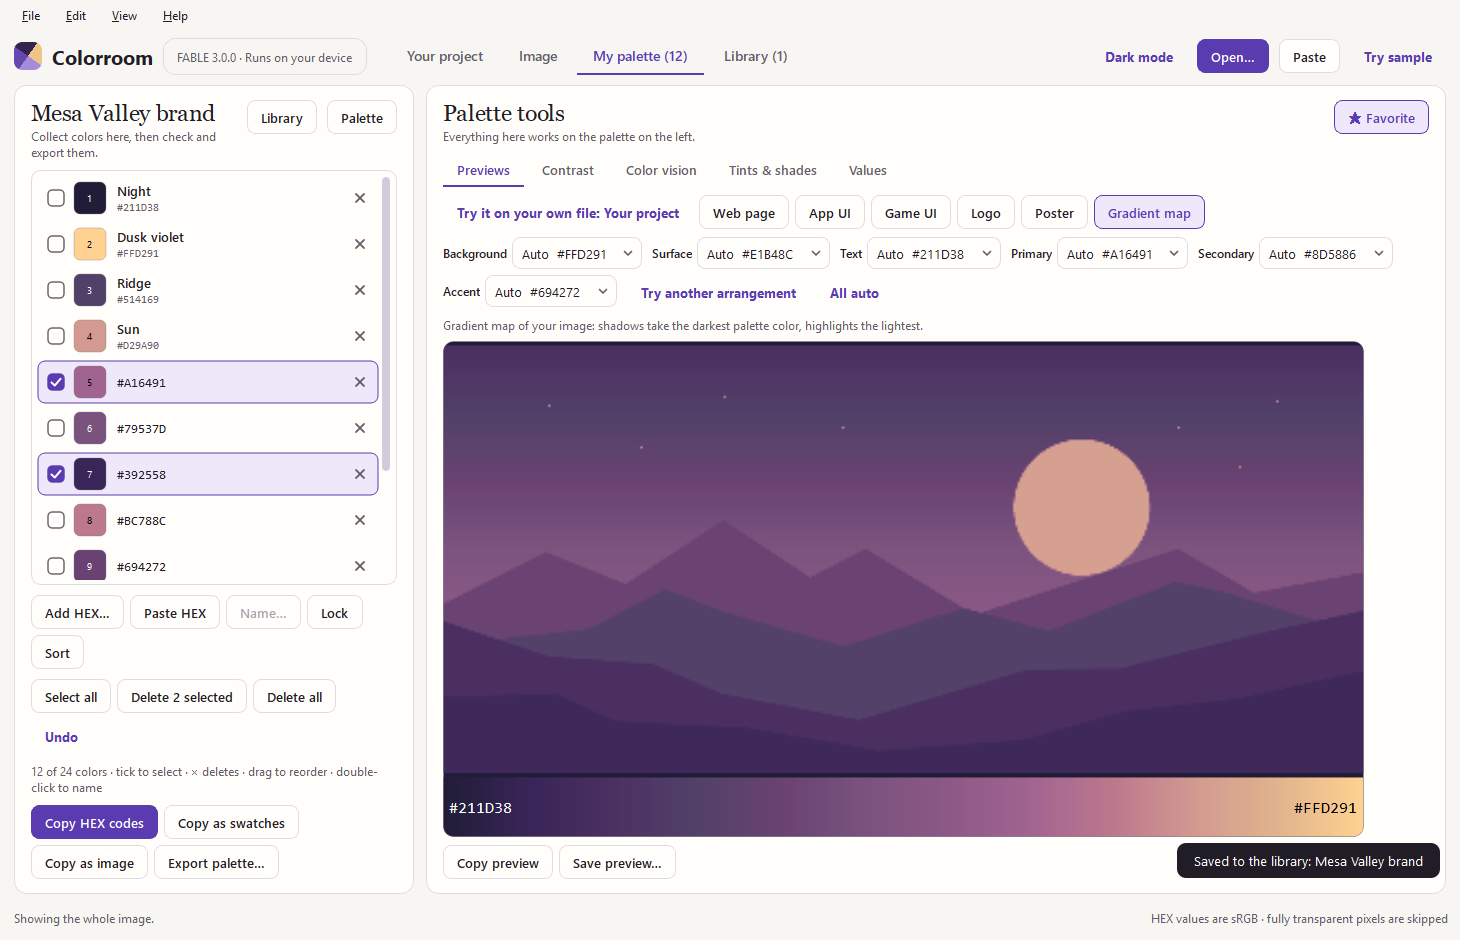 File Edit View Help
Colorroom
FABLE 3.0.0 · Runs on your device
Your project
Image
My palette (12)
Library (1)
Dark mode
Open...
Paste
Try sample
Mesa Valley brand
Collect colors here, then check and
export them.
Library
Palette
1
Night
#211D38
2
Dusk violet
#FFD291
3
Ridge
#514169
4
Sun
#D29A90
5
#A16491
6
#79537D
7
#392558
8
#BC788C
9
#694272
Add HEX...
Paste HEX
Name...
Lock
Sort
Select all
Delete 2 selected
Delete all
Undo
12 of 24 colors · tick to select · × deletes · drag to reorder · double-
click to name
Copy HEX codes
Copy as swatches
Copy as image
Export palette...
Palette tools
Everything here works on the palette on the left.
★ Favorite
Previews
Contrast
Color vision
Tints & shades
Values
Try it on your own file: Your project
Web page
App UI
Game UI
Logo
Poster
Gradient map
Background Auto #FFD291
Surface Auto #E1B48C
Text Auto #211D38
Primary Auto #A16491
Secondary Auto #8D5886
Accent Auto #694272
Try another arrangement
All auto
Gradient map of your image: shadows take the darkest palette color, highlights the lightest.
#211D38
#FFD291
Copy preview
Save preview...
Saved to the library: Mesa Valley brand
Showing the whole image.
HEX values are sRGB · fully transparent pixels are skipped